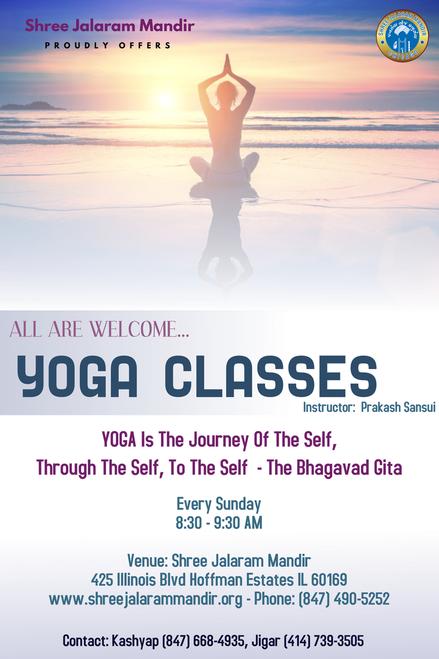 Shree Jalaram Mandir
PROUDLY OFFERS
ALL ARE WELCOME...
YOGA CLASSES
Instructor: Prakash Sansui
YOGA Is The Journey Of The Self,
Through The Self, To The Self - The Bhagavad Gita
Every Sunday
8:30 - 9:30 AM
Venue: Shree Jalaram Mandir
425 Illinois Blvd Hoffman Estates IL 60169
www.shreejalarammandir.org - Phone: (847) 490-5252
Contact: Kashyap (847) 668-4935, Jigar (414) 739-3505